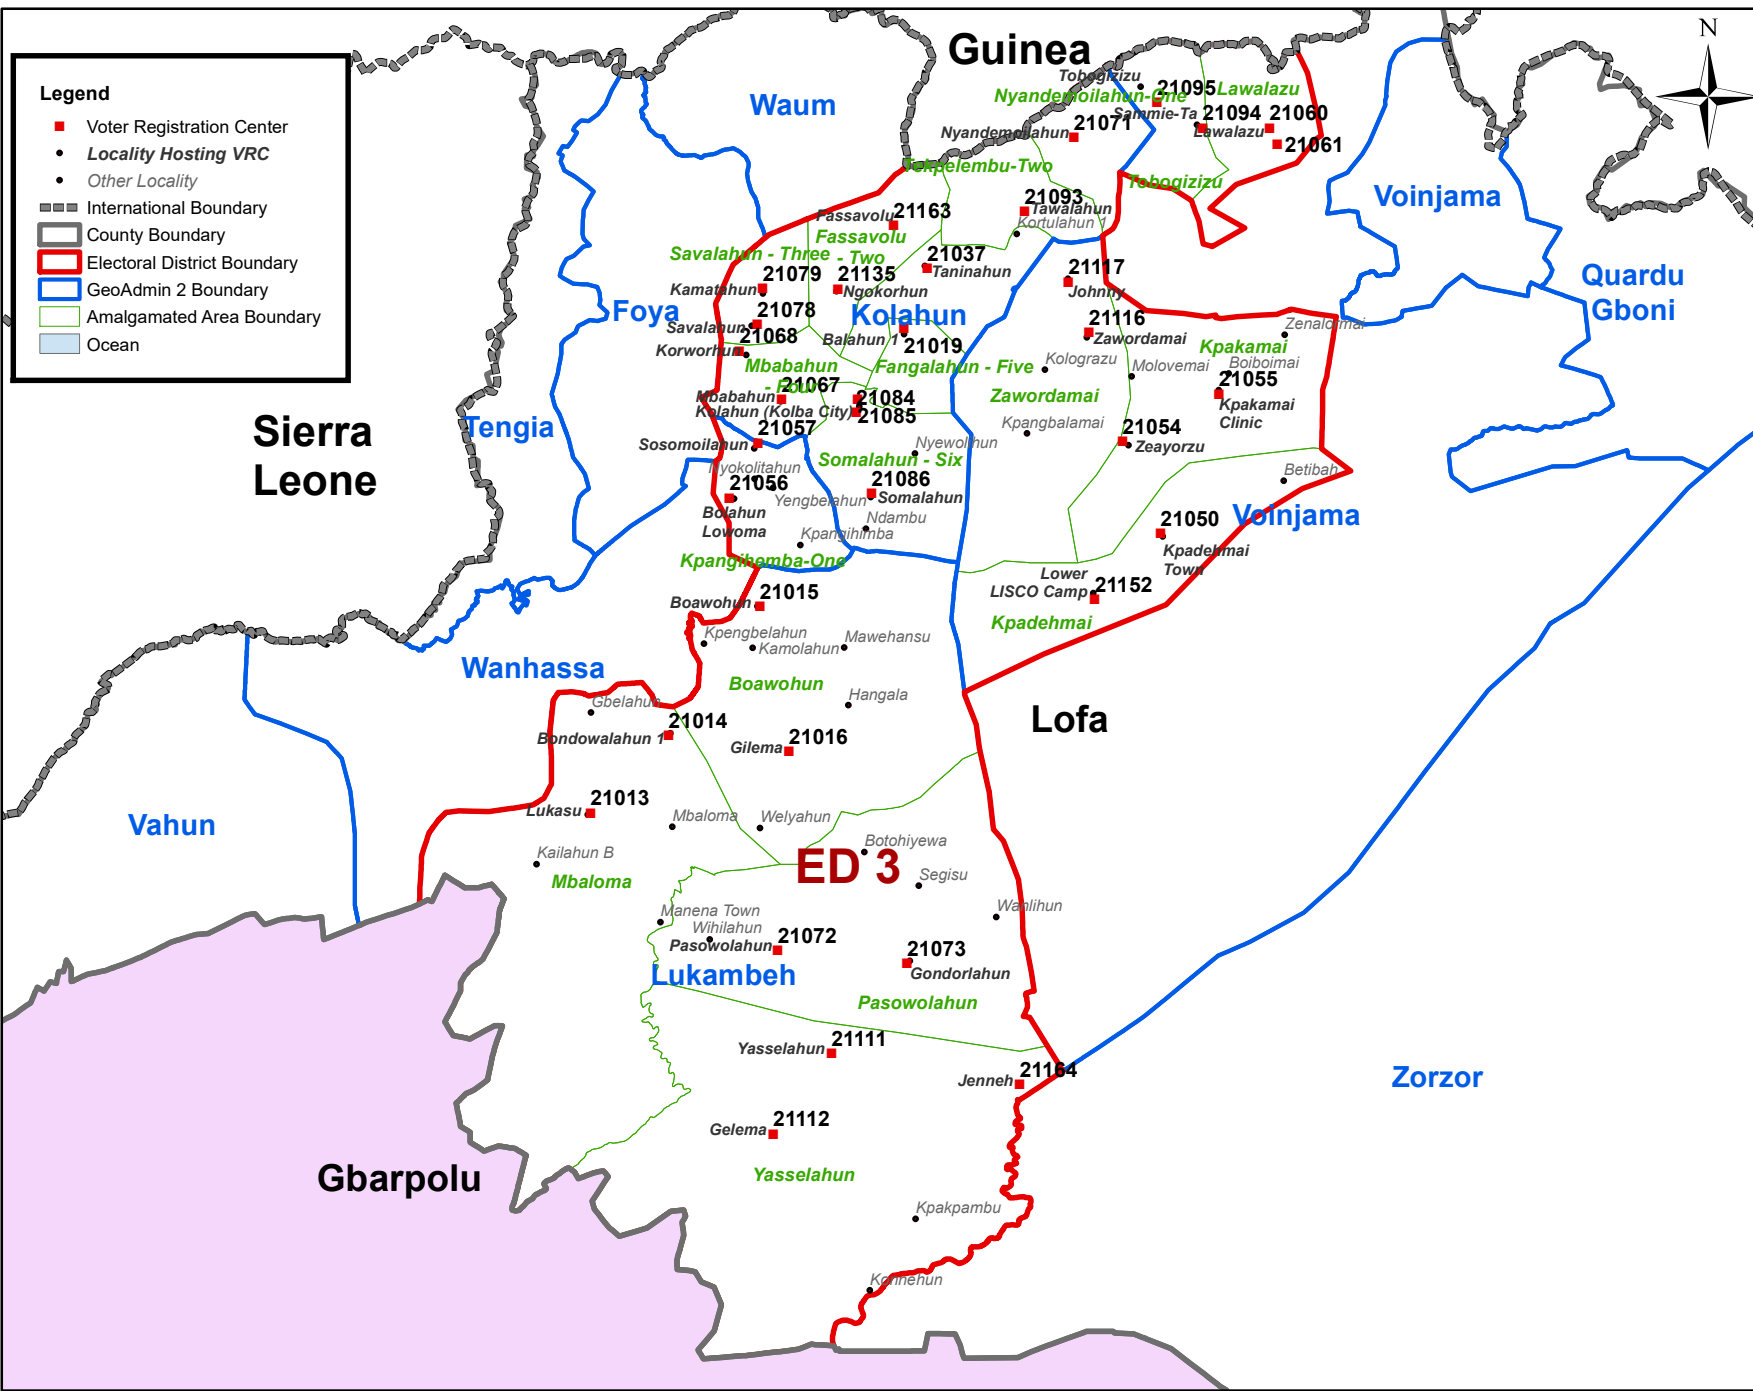 Guinea
N
Legend
Voter Registration Center
Locality Hosting VRC
Other Locality
International Boundary
County Boundary
Electoral District Boundary
GeoAdmin 2 Boundary
Amalgamated Area Boundary
Ocean
Waum
Tobogizizu
21095
Lawalazu
Nyandemoilahun-One
Sammie-Ta
21094
21060
Lawalazu
21061
Nyandemoilahun
21071
Tekpelembu-Two
Tobogizizu
Voinjama
21093
Tawalahun
Kortulahun 1
Fassavolu
21163
Fassavolu
- Two
Savalahun - Three
21037
Taninahun
21117
Johnny
Quardu
Gboni
21079
Kamatahun
21135
Ngokorhun
Foya
21078
Savalahun
Kolahun
21116
Zawordamai
Zenalormai
21068
Korworhun
Balahun 1
21019
Kpakamai
Mbabahun
- Four
Fangalahun - Five
Kolograzu
Molovemai
Boiboimai
21055
Kpakamai
Clinic
21067
Mbabahun
21084
Kolahun (Kolba City)
21085
Zawordamai
Sierra
Leone
Tengia
21057
Sosomoilahun
Kpangbalamai
21054
Zeayorzu
Nyewolihun
Somalahun - Six
Nyokolitahun
Betibah
21056
Bolahun
Lowoma
Yengbelahun
21086
Somalahun
Ndambu
Voinjama
21050
Kpadehmai
Town
Kpangihimba
Kpangihemba-One
Lower
LISCO Camp
21152
Kpadehmai
Boawohun
21015
Kpengbelahun
Kamolahun
Mawehansu
Wanhassa
Boawohun
Gbelahun
Hangala
Lofa
21014
Bondowalahun 1
21016
Gilema
21013
Lukasu
Vahun
Mbaloma
Welyahun
Botohiyewa
ED 3
Kailahun B
Mbaloma
Segisu
Manena Town
Wanlihun
Wihilahun
21072
Pasowolahun
21073
Gondorlahun
Lukambeh
Pasowolahun
21111
Yasselahun
21164
Jenneh
Zorzor
21112
Gelema
Gbarpolu
Yasselahun
Kpakpambu
Konnehun